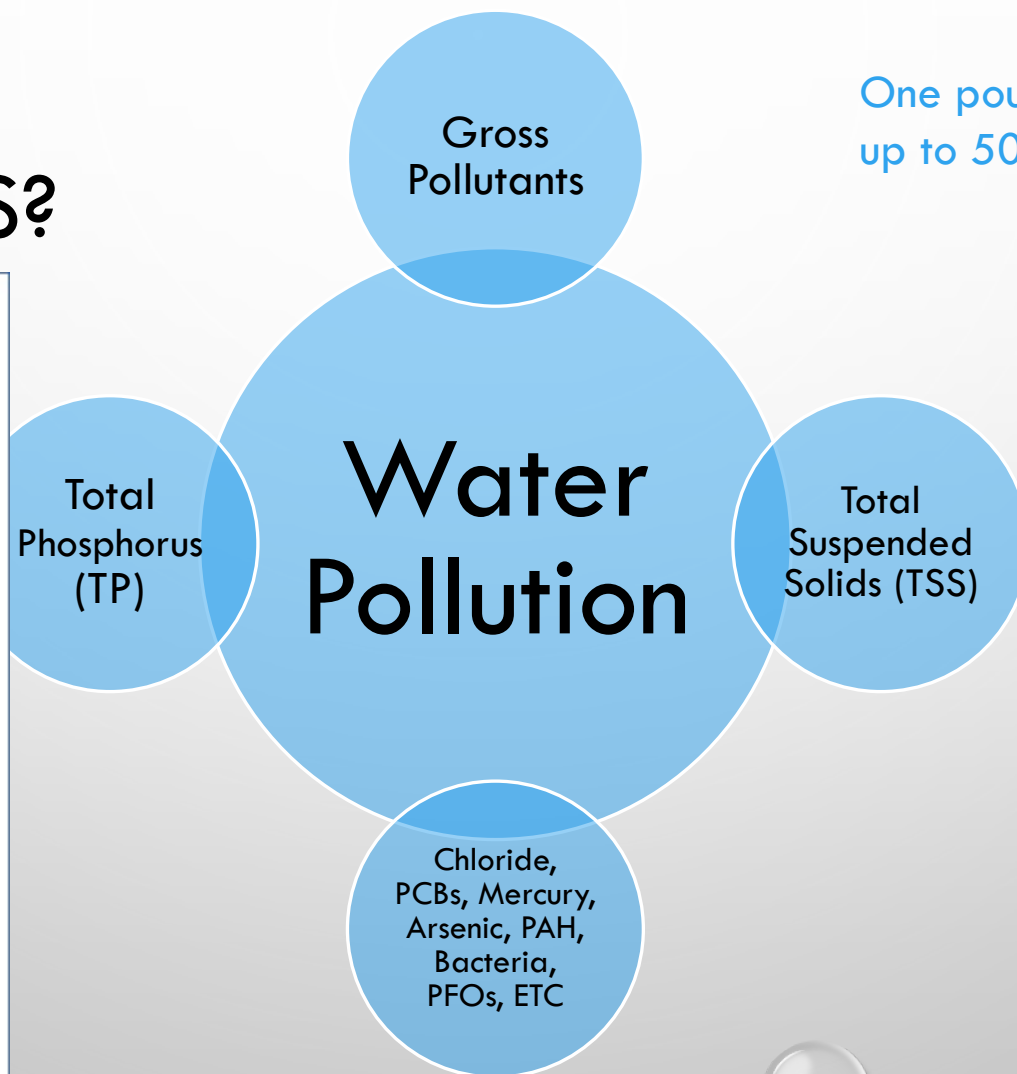 One pou
up to 50
S?
Gross
Pollutants
Total
Phosphorus
(TP)
Water
Pollution
Total
Suspended
Solids (TSS)
Chloride,
PCBs, Mercury,
Arsenic, PAH,
Bacteria,
PFOs, ETC